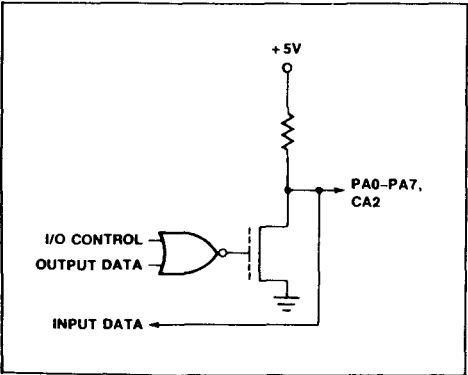 + 5V
PA0–PA7,
CA2
I/O CONTROL
OUTPUT DATA
INPUT DATA